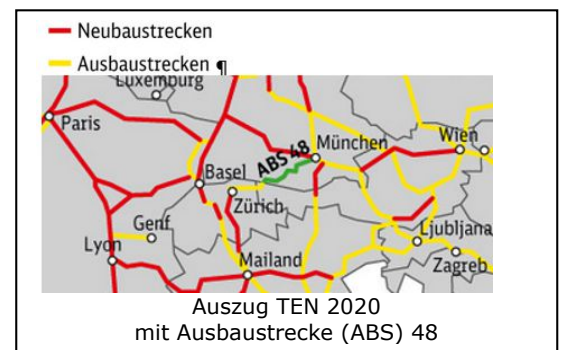 Neubaustrecken
Ausbaustrecken ¶
Luxemburg
Paris
ABS 48
München
Wien
Basel
Zürich
Genf
Lyon
Ljubljana
Mailand
Zagreb
Auszug TEN 2020
mit Ausbaustrecke (ABS) 48